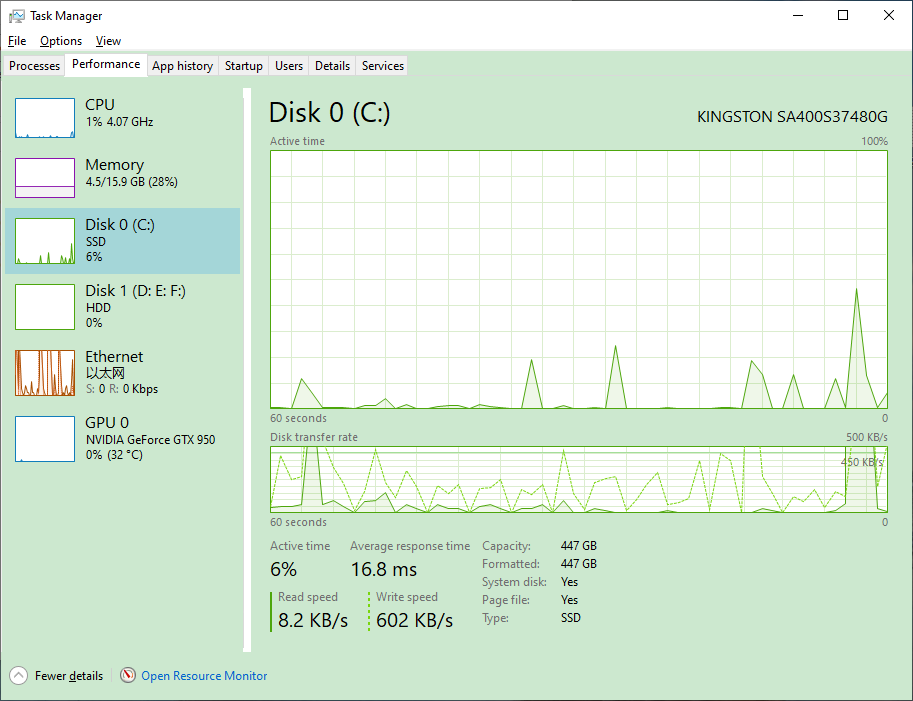 Task Manager
File Options View
Processes Performance App history Startup Users Details Services
CPU
1% 4.07 GHz
Memory
4.5/15.9 GB (28%)
Disk 0 (C:)
SSD
6%
Disk 1 (D: E: F:)
HDD
0%
Ethernet
以太网
S: 0 R: 0 Kbps
GPU 0
NVIDIA GeForce GTX 950
0% (32 °C)
Disk 0 (C:)
KINGSTON SA400S37480G
Active time 100%
60 seconds 0
Disk transfer rate 500 KB/s
450 KB/s
60 seconds 0
Active time Average response time
6% 16.8 ms
Read speed Write speed
8.2 KB/s 602 KB/s
Capacity: 447 GB
Formatted: 447 GB
System disk: Yes
Page file: Yes
Type: SSD
Fewer details Open Resource Monitor